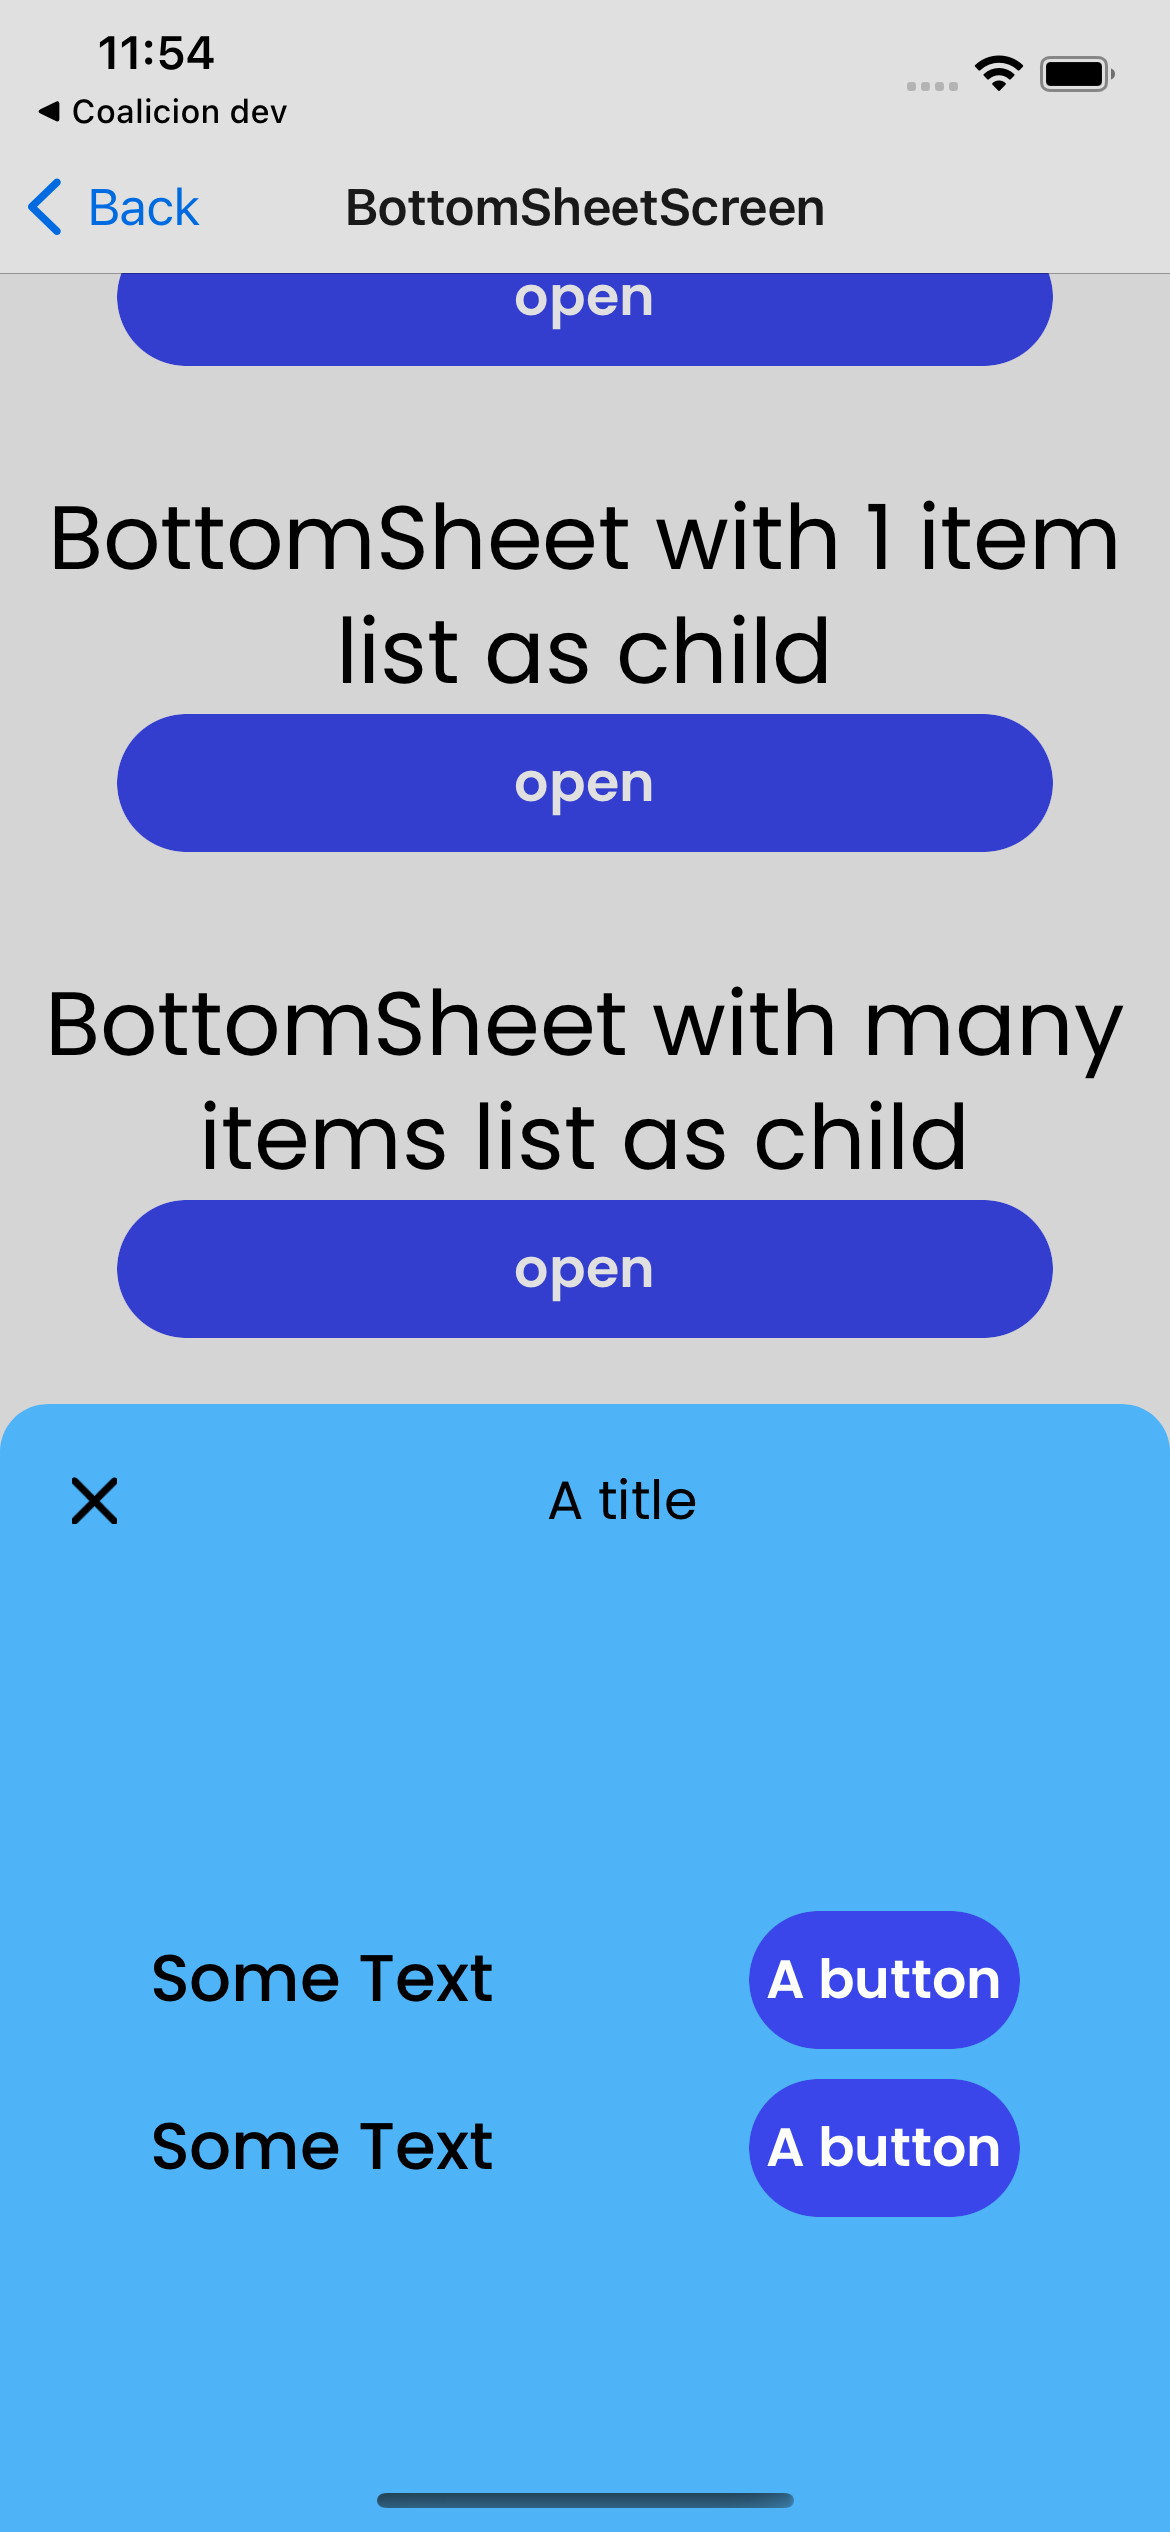 11:54
◀ Coalicion dev
Back BottomSheetScreen
open
BottomSheet with 1 item
list as child
open
BottomSheet with many
items list as child
open
A title
Some Text A button
Some Text A button